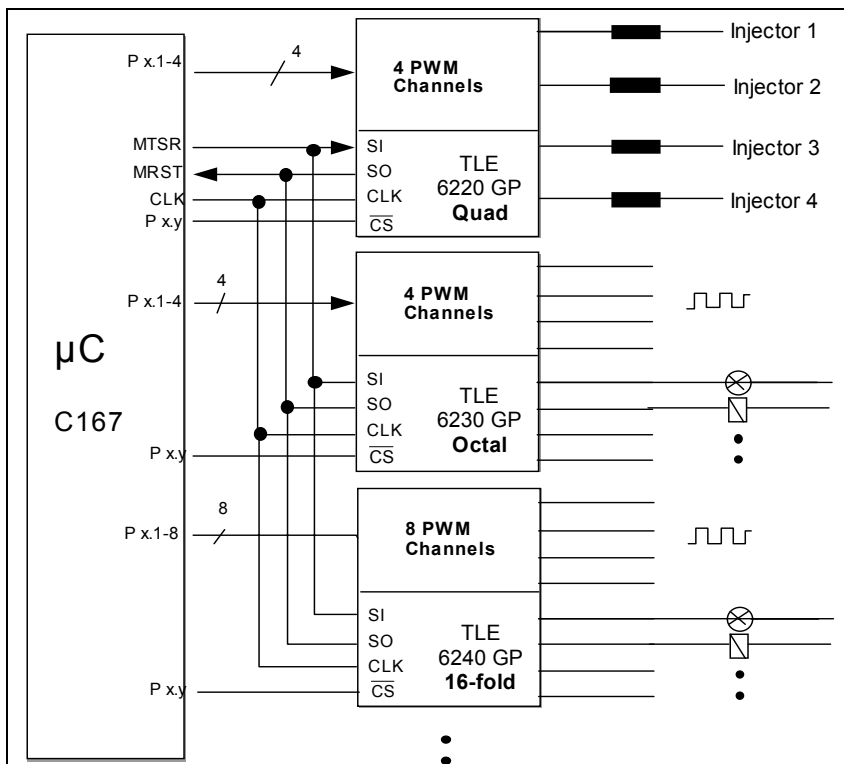 P x.1-4
4
4 PWM
Channels
Injector 1
Injector 2
MTSR
MRST
CLK
P x.y
SI
SO
CLK
CS
TLE
6220 GP
Quad
Injector 3
Injector 4
µC
C167
P x.1-4
4
4 PWM
Channels
P x.y
SI
SO
CLK
CS
TLE
6230 GP
Octal
P x.1-8
8
8 PWM
Channels
P x.y
SI
SO
CLK
CS
TLE
6240 GP
16-fold